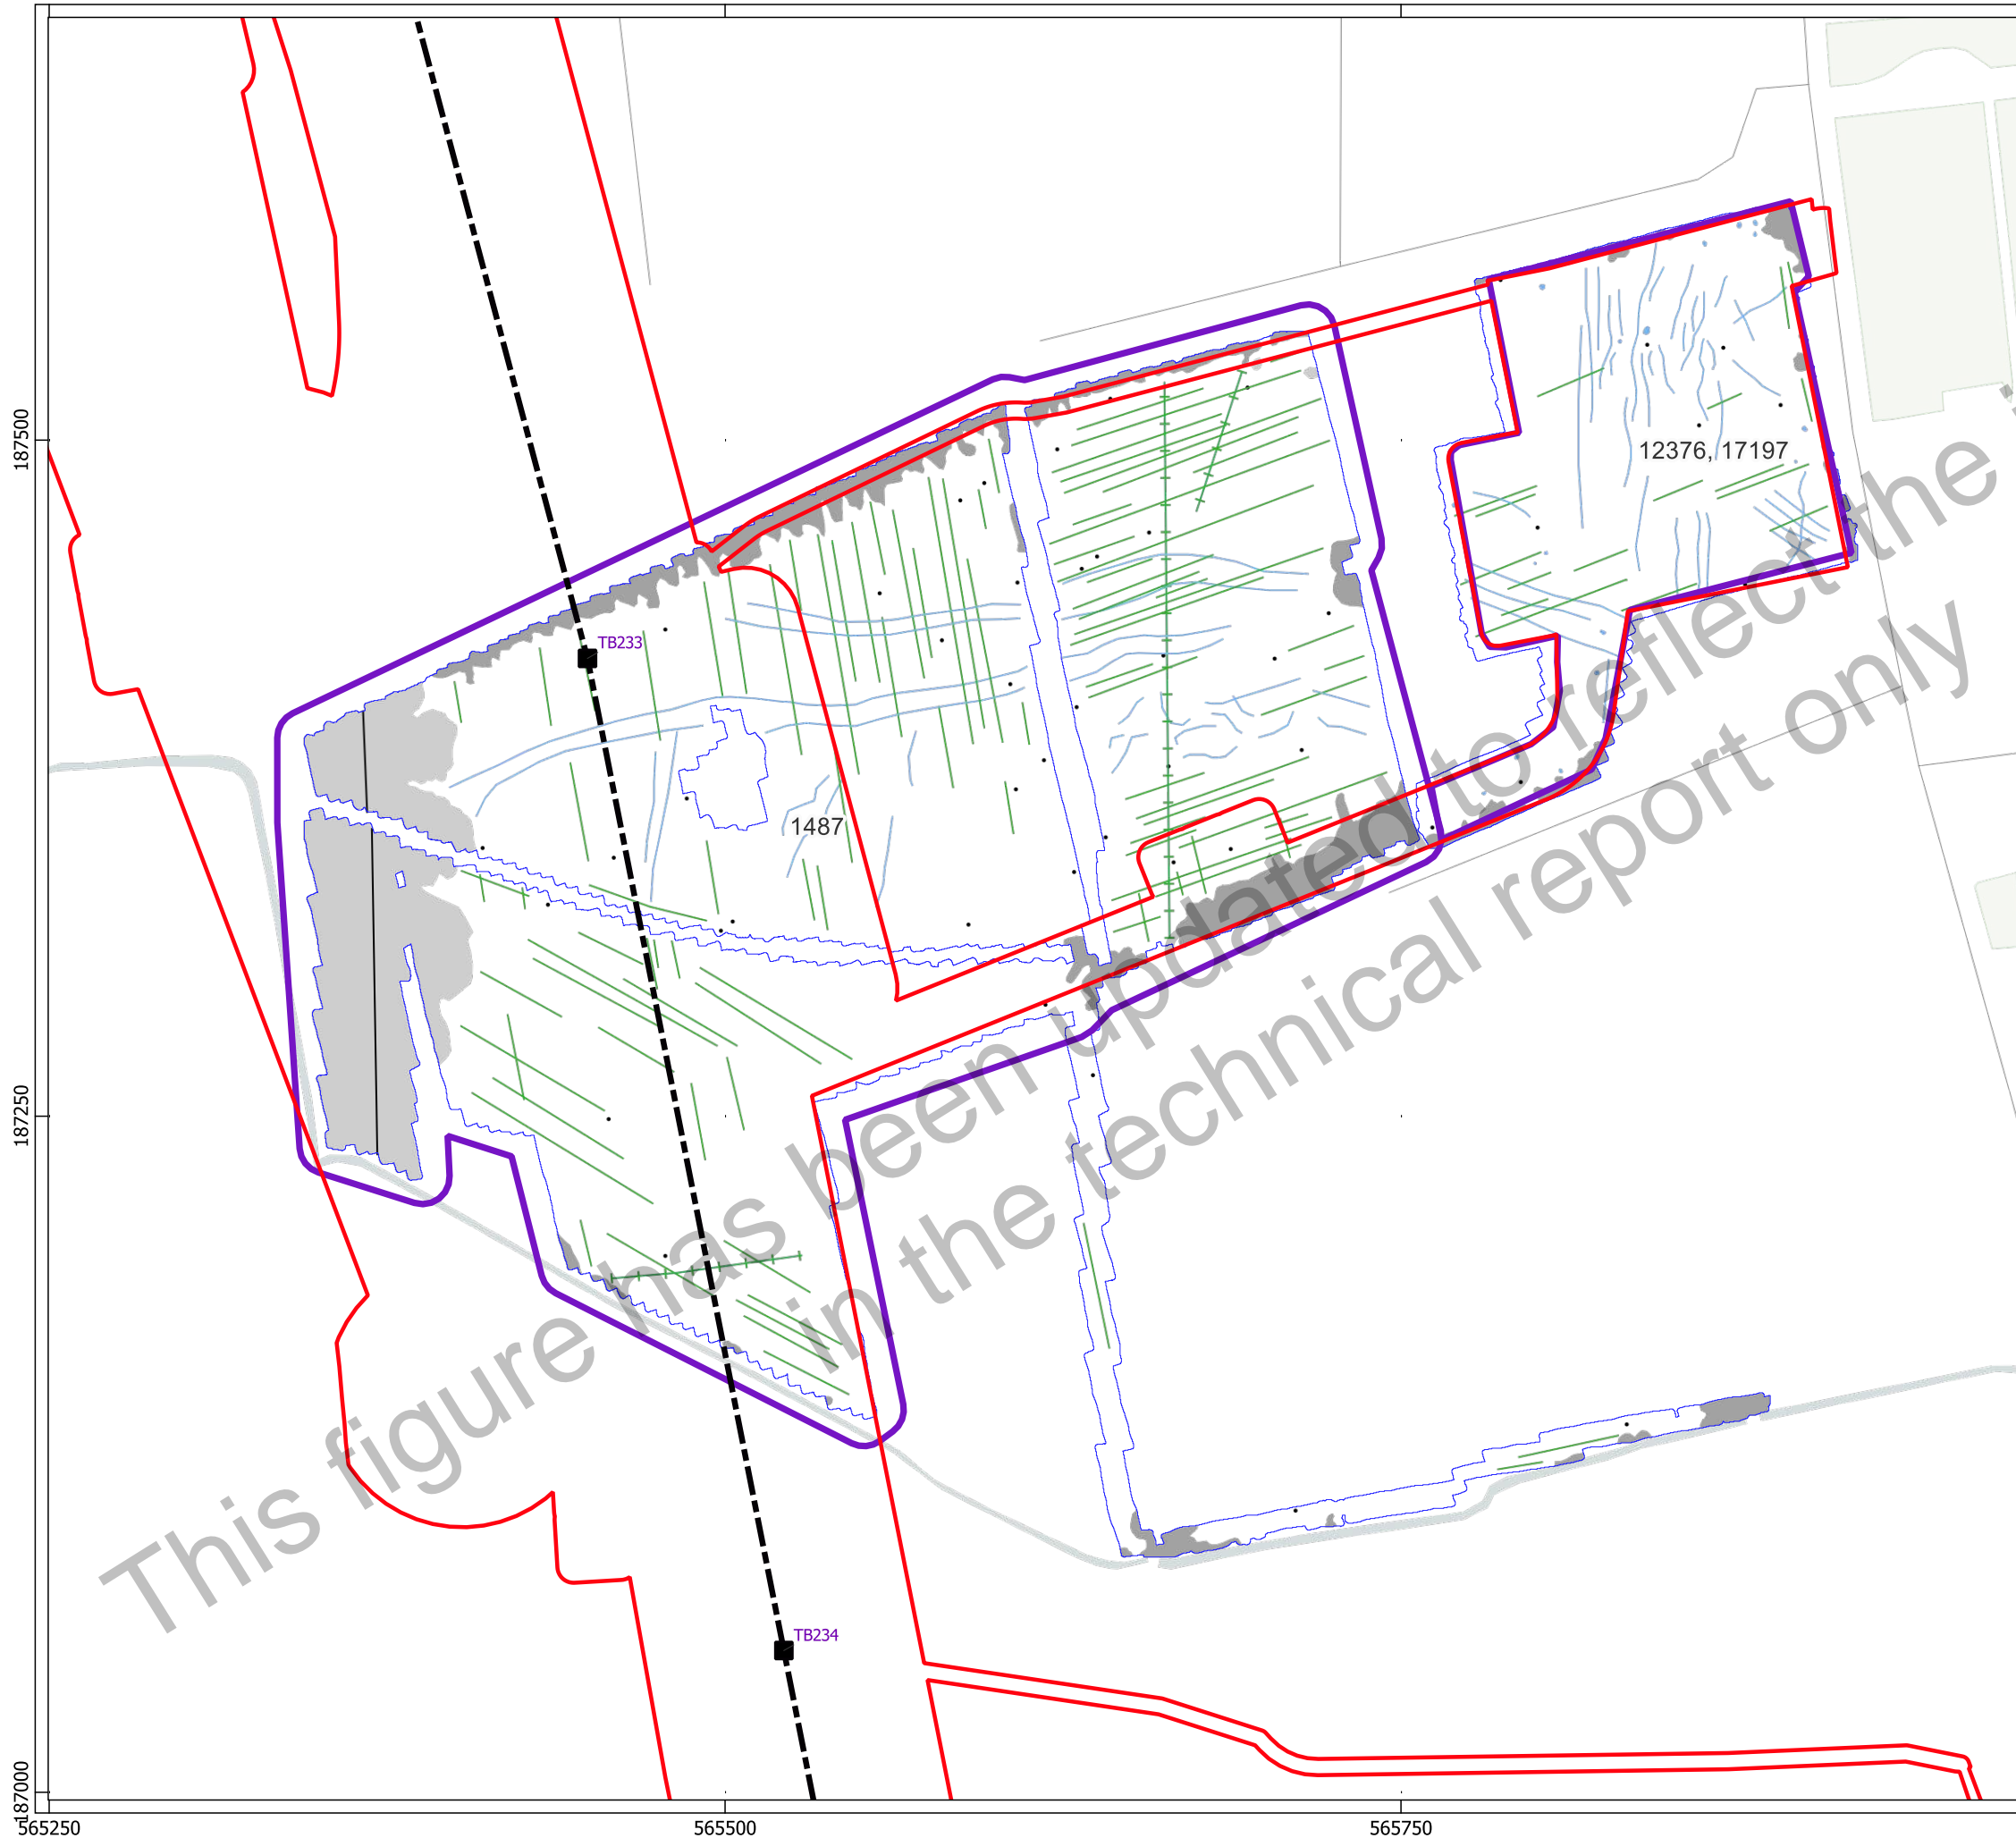 187500
12376, 17197
TB233
1487
187250
This figure has been updated to reflect the
in the technical report only
TB234
187000
565250
565500
565750